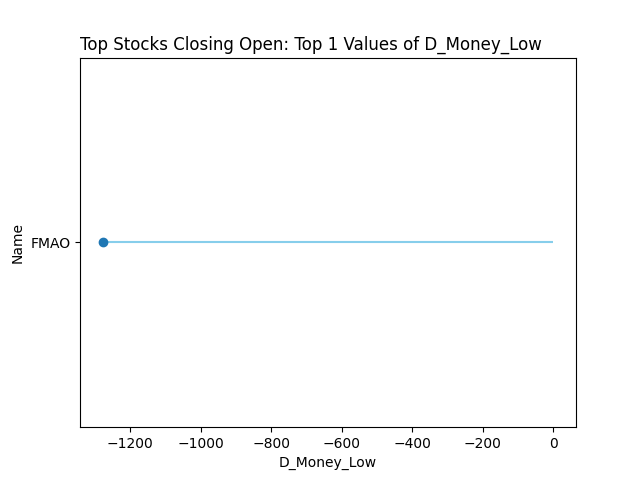 Top Stocks Closing Open: Top 1 Values of D_Money_Low
Name
FMAO
−1200 −1000 −800 −600 −400 −200 0
D_Money_Low